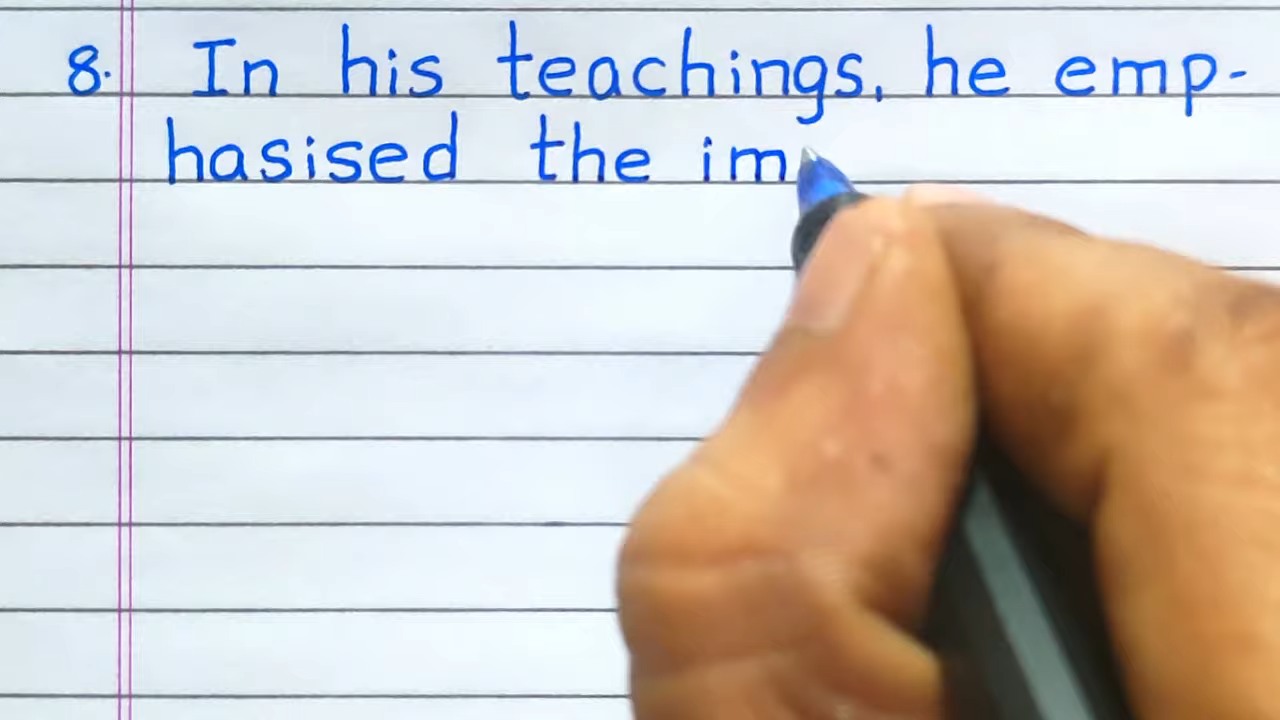 8. In his teachings, he emp-
hasised the im